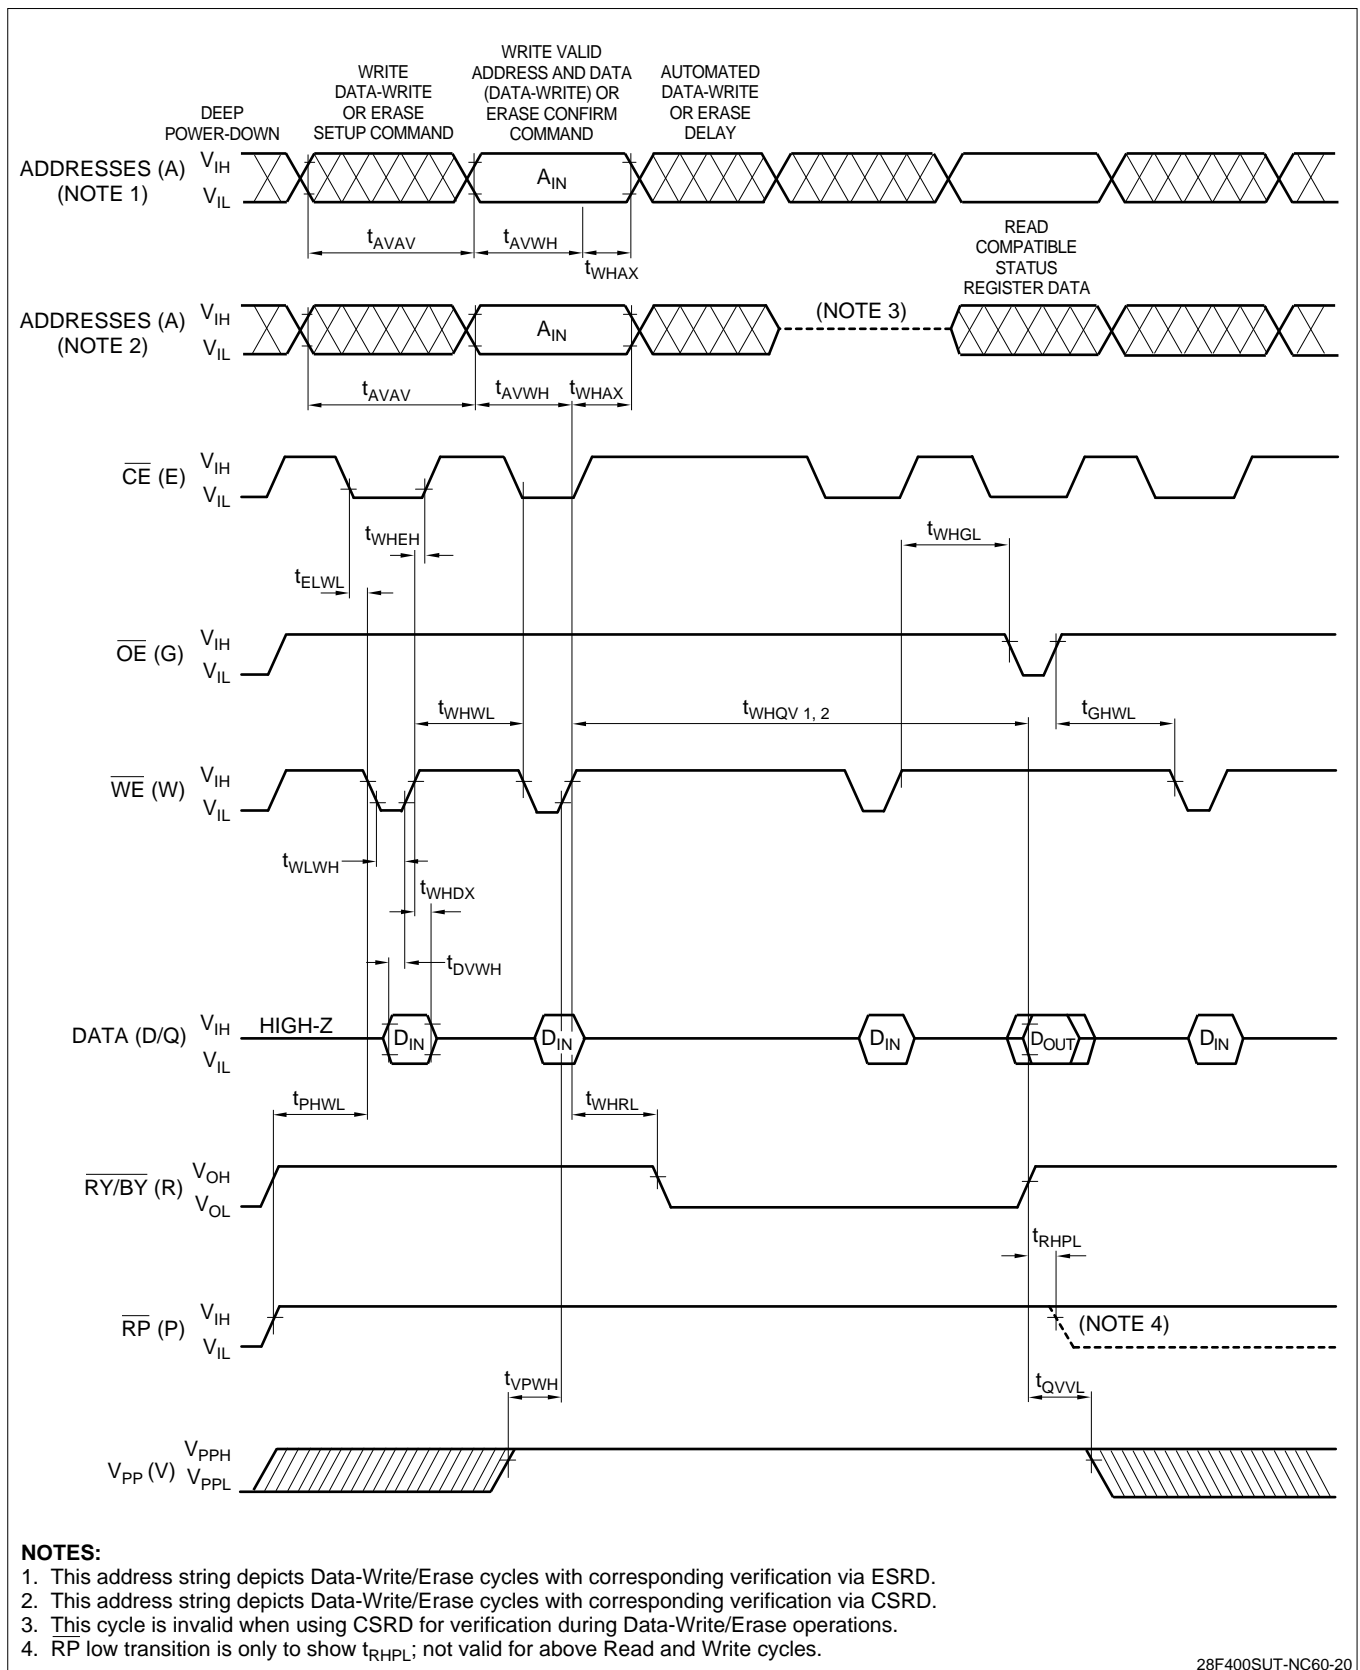 DEEP
POWER-DOWN
WRITE
DATA-WRITE
OR ERASE
SETUP COMMAND
WRITE VALID
ADDRESS AND DATA
(DATA-WRITE) OR
ERASE CONFIRM
COMMAND
AUTOMATED
DATA-WRITE
OR ERASE
DELAY
ADDRESSES (A)
(NOTE 1)
VIH
VIL
AIN
tAVAV
tAVWH
tWHAX
READ
COMPATIBLE
STATUS
REGISTER DATA
ADDRESSES (A)
(NOTE 2)
VIH
VIL
AIN
(NOTE 3)
tAVAV
tAVWH
tWHAX
CE (E)
VIH
VIL
tWHEH
tWHGL
tELWL
OE (G)
VIH
VIL
tWHWL
tWHQV 1, 2
tGHWL
WE (W)
VIH
VIL
tWLWH
tWHDX
tDVWH
DATA (D/Q)
VIH
VIL
HIGH-Z
DIN
DIN
DIN
DOUT
DIN
tPHWL
tWHRL
RY/BY (R)
VOH
VOL
tRHPL
RP (P)
VIH
VIL
(NOTE 4)
tVPWH
tQVVL
VPP (V)
VPPH
VPPL
NOTES:
1. This address string depicts Data-Write/Erase cycles with corresponding verification via ESRD.
2. This address string depicts Data-Write/Erase cycles with corresponding verification via CSRD.
3. This cycle is invalid when using CSRD for verification during Data-Write/Erase operations.
4. RP low transition is only to show tRHPL; not valid for above Read and Write cycles.
28F400SUT-NC60-20